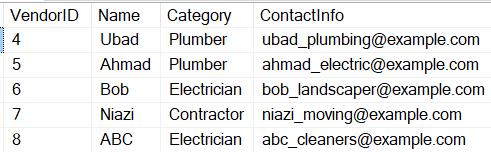 VendorID Name Category ContactInfo
4 Ubad Plumber ubad_plumbing@example.com
5 Ahmad Plumber ahmad_electric@example.com
6 Bob Electrician bob_landscaper@example.com
7 Niazi Contractor niazi_moving@example.com
8 ABC Electrician abc_cleaners@example.com